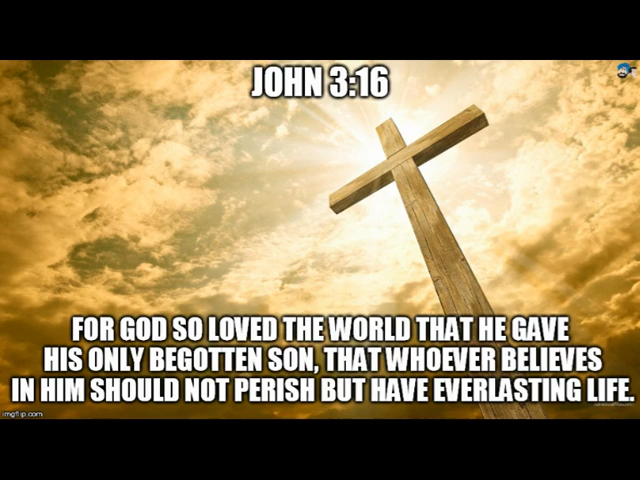 JOHN 3:16
FOR GOD SO LOVED THE WORLD THAT HE GAVE
HIS ONLY BEGOTTEN SON, THAT WHOEVER BELIEVES
IN HIM SHOULD NOT PERISH BUT HAVE EVERLASTING LIFE.
imgflip.com